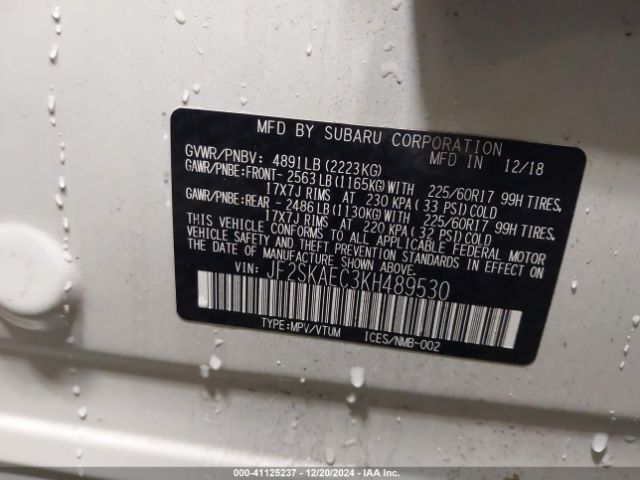 MFD BY SUBARU CORPORATION
GVWR/PNBV: 4891LB(2223KG) MFD IN 12/18
GAWR/PNBE:FRONT- 2563LB(1165KG)WITH 225/60R17 99H TIRES,
17X7J RIMS AT 230 KPA(33 PSI)COLD
GAWR/PNBE:REAR - 2486LB(1130KG)WITH 225/60R17 99H TIRES,
17X7J RIMS AT 220 KPA(32 PSI)COLD
THIS VEHICLE CONFORMS TO ALL APPLICABLE FEDERAL MOTOR
VEHICLE SAFETY AND THEFT PREVENTION STANDARDS IN EFFECT
ON THE DATE OF MANUFACTURE SHOWN ABOVE.
VIN: JF2SKAEC3KH489530
TYPE:MPV/VTUM ICES/NMB-002
000-41125237 - 12/20/2024 - IAA Inc.